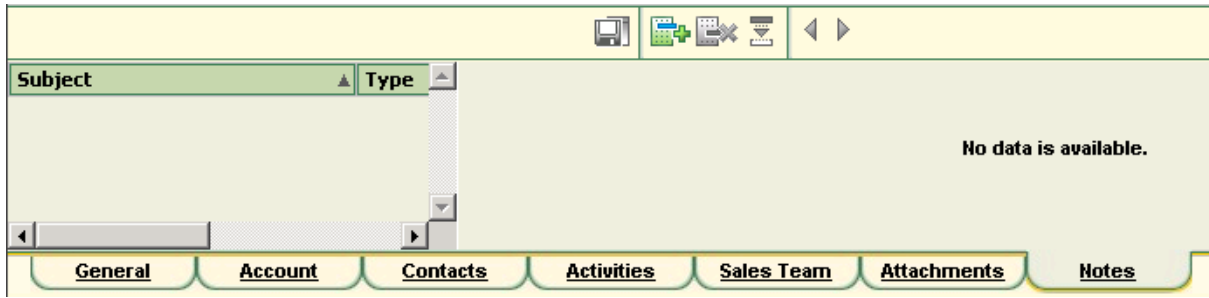 Subject Type
No data is available.
General Account Contacts Activities Sales Team Attachments Notes